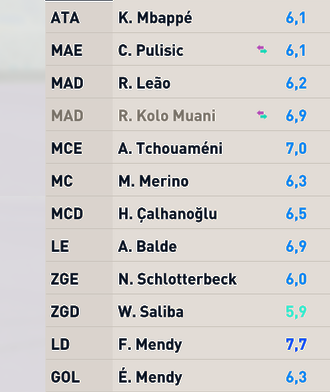 ATA K. Mbappé 6,1
MAE C. Pulisic 6,1
MAD R. Leão 6,2
MAD R. Kolo Muani 6,9
MCE A. Tchouaméni 7,0
MC M. Merino 6,3
MCD H. Çalhanoğlu 6,5
LE A. Balde 6,9
ZGE N. Schlotterbeck 6,0
ZGD W. Saliba 5,9
LD F. Mendy 7,7
GOL É. Mendy 6,3